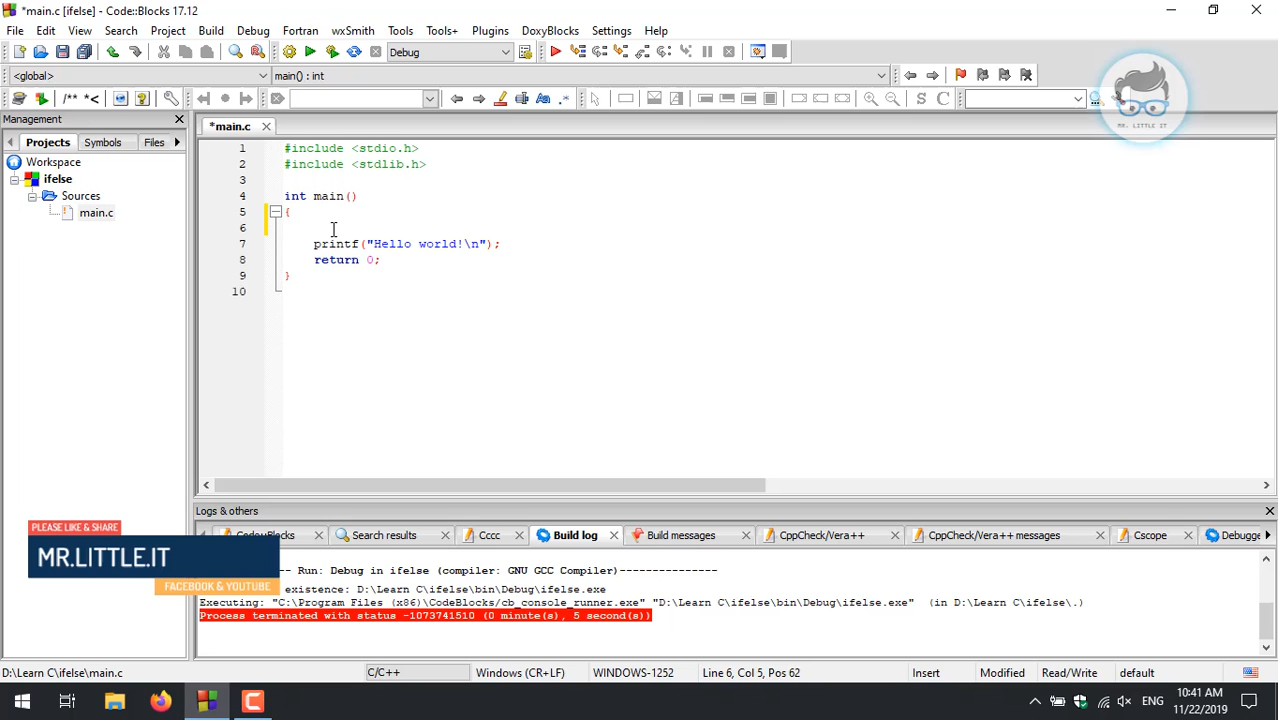 *main.c [ifelse] - Code::Blocks 17.12
File Edit View Search Project Build Debug Fortran wxSmith Tools Tools+ Plugins DoxyBlocks Settings Help
Debug
<global> main() : int
/** *< S C
MR. LITTLE IT
Management
*main.c
Projects Symbols Files
Workspace
ifelse
Sources
main.c
1 #include <stdio.h>
2 #include <stdlib.h>
3
4 int main()
5 {
6
7 printf("Hello world!\n");
8 return 0;
9 }
10
Logs & others
Search results Cccc Build log Build messages CppCheck/Vera++ CppCheck/Vera++ messages Cscope Debugge
PLEASE LIKE & SHARE
MR.LITTLE.IT
FACEBOOK & YOUTUBE
-- Run: Debug in ifelse (compiler: GNU GCC Compiler)---------------
existence: D:\Learn C\ifelse\bin\Debug\ifelse.exe
Executing: "C:\Program Files (x86)\CodeBlocks/cb_console_runner.exe" "D:\Learn C\ifelse\bin\Debug\ifelse.exe" (in D:\Learn C\ifelse\.)
Process terminated with status -1073741510 (0 minute(s), 5 second(s))
D:\Learn C\ifelse\main.c C/C++ Windows (CR+LF) WINDOWS-1252 Line 6, Col 5, Pos 62 Insert Modified Read/Write default
ENG 10:41 AM
11/22/2019